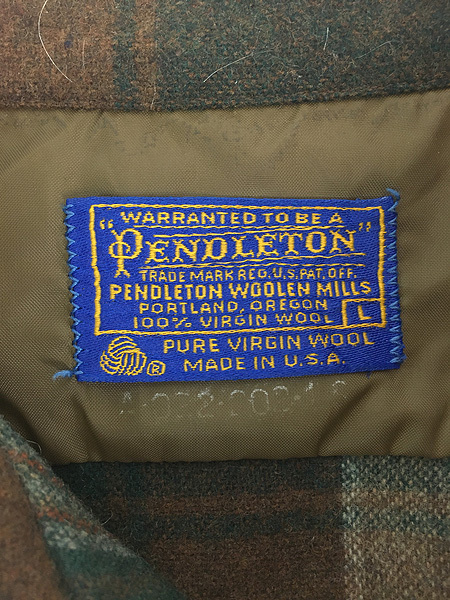 WARRANTED TO BE A
"PENDLETON"
TRADE MARK REG. U.S. PAT. OFF.
PENDLETON WOOLEN MILLS
PORTLAND, OREGON
100% VIRGIN WOOL L
PURE VIRGIN WOOL
® MADE IN U.S.A.